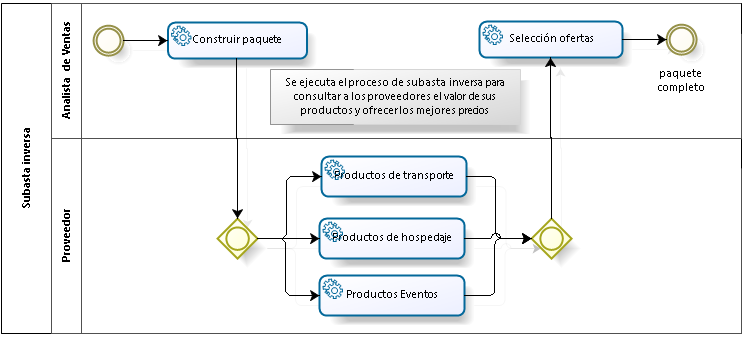 Subasta inversa
Analista de Ventas
Construir paquete
Selección ofertas
paquete
completo
Se ejecuta el proceso de subasta inversa para
consultar a los proveedores el valor de sus
productos y ofrecer los mejores precios
Proveedor
Productos de transporte
Productos de hospedaje
Productos Eventos